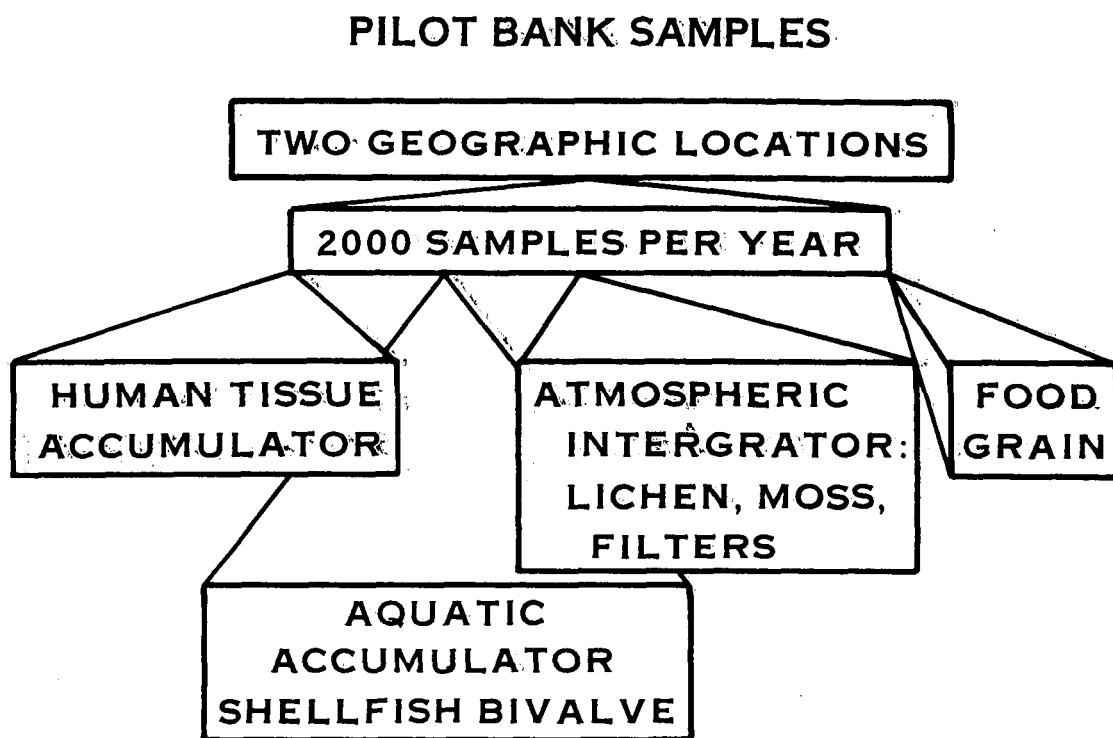 PILOT BANK SAMPLES
TWO GEOGRAPHIC LOCATIONS
2000 SAMPLES PER YEAR
HUMAN TISSUE
ACCUMULATOR
ATMOSPHERIC
INTERGRATOR:
LICHEN, MOSS,
FILTERS
FOOD
GRAIN
AQUATIC
ACCUMULATOR
SHELLFISH BIVALVE